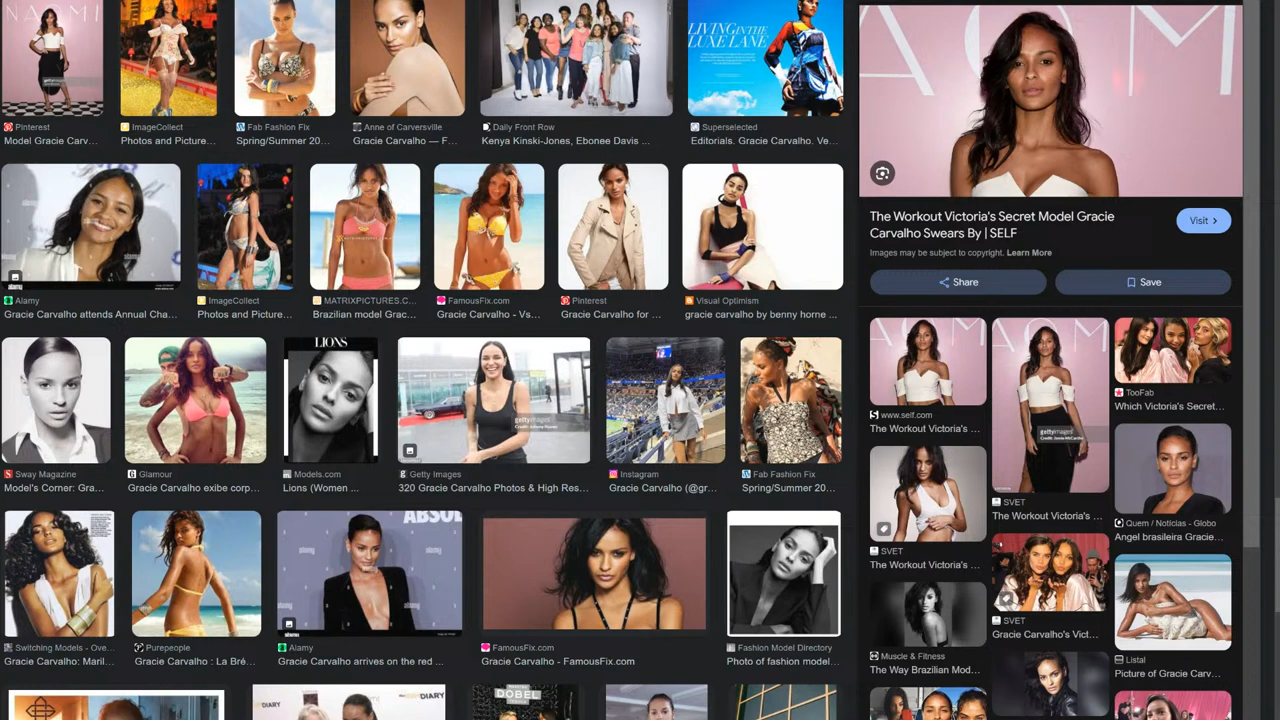 NAOMI
LIVING IN THE
LUXE LANE
Pinterest
Model Gracie Carv...
ImageCollect
Photos and Picture...
Fab Fashion Fix
Spring/Summer 20...
Anne of Carversville
Gracie Carvalho — F...
Daily Front Row
Kenya Kinski-Jones, Ebonee Davis ...
Superselected
Editorials. Gracie Carvalho. Ve...
alamy
Alamy
Gracie Carvalho attends Annual Cha...
ImageCollect
Photos and Picture...
MATRIXPICTURES.C...
Brazilian model Grac...
FamousFix.com
Gracie Carvalho - Vs...
Pinterest
Gracie Carvalho for ...
Visual Optimism
gracie carvalho by benny horne ...
LIONS
gettyimages
Sway Magazine
Model's Corner: Gra...
Glamour
Gracie Carvalho exibe corp...
Models.com
Lions (Women ...
Getty Images
320 Gracie Carvalho Photos & High Res...
Instagram
Gracie Carvalho (@gr...
Fab Fashion Fix
Spring/Summer 20...
ABSOL
alamy
alamy
Switching Models - Ove...
Gracie Carvalho: Maril...
Purepeople
Gracie Carvalho : La Bré...
Alamy
Gracie Carvalho arrives on the red ...
FamousFix.com
Gracie Carvalho - FamousFix.com
Fashion Model Directory
Photo of fashion model...
DIARY
DOBEL
AOM
The Workout Victoria's Secret Model Gracie
Carvalho Swears By | SELF
Visit
Images may be subject to copyright. Learn More
Share
Save
www.self.com
The Workout Victoria's ...
gettyimages
SVET
The Workout Victoria's ...
TooFab
Which Victoria's Secret...
SVET
The Workout Victoria's ...
Quem / Notícias - Globo
Angel brasileira Gracie...
SVET
Gracie Carvalho's Vict...
Muscle & Fitness
The Way Brazilian Mod...
Listal
Picture of Gracie Carv...